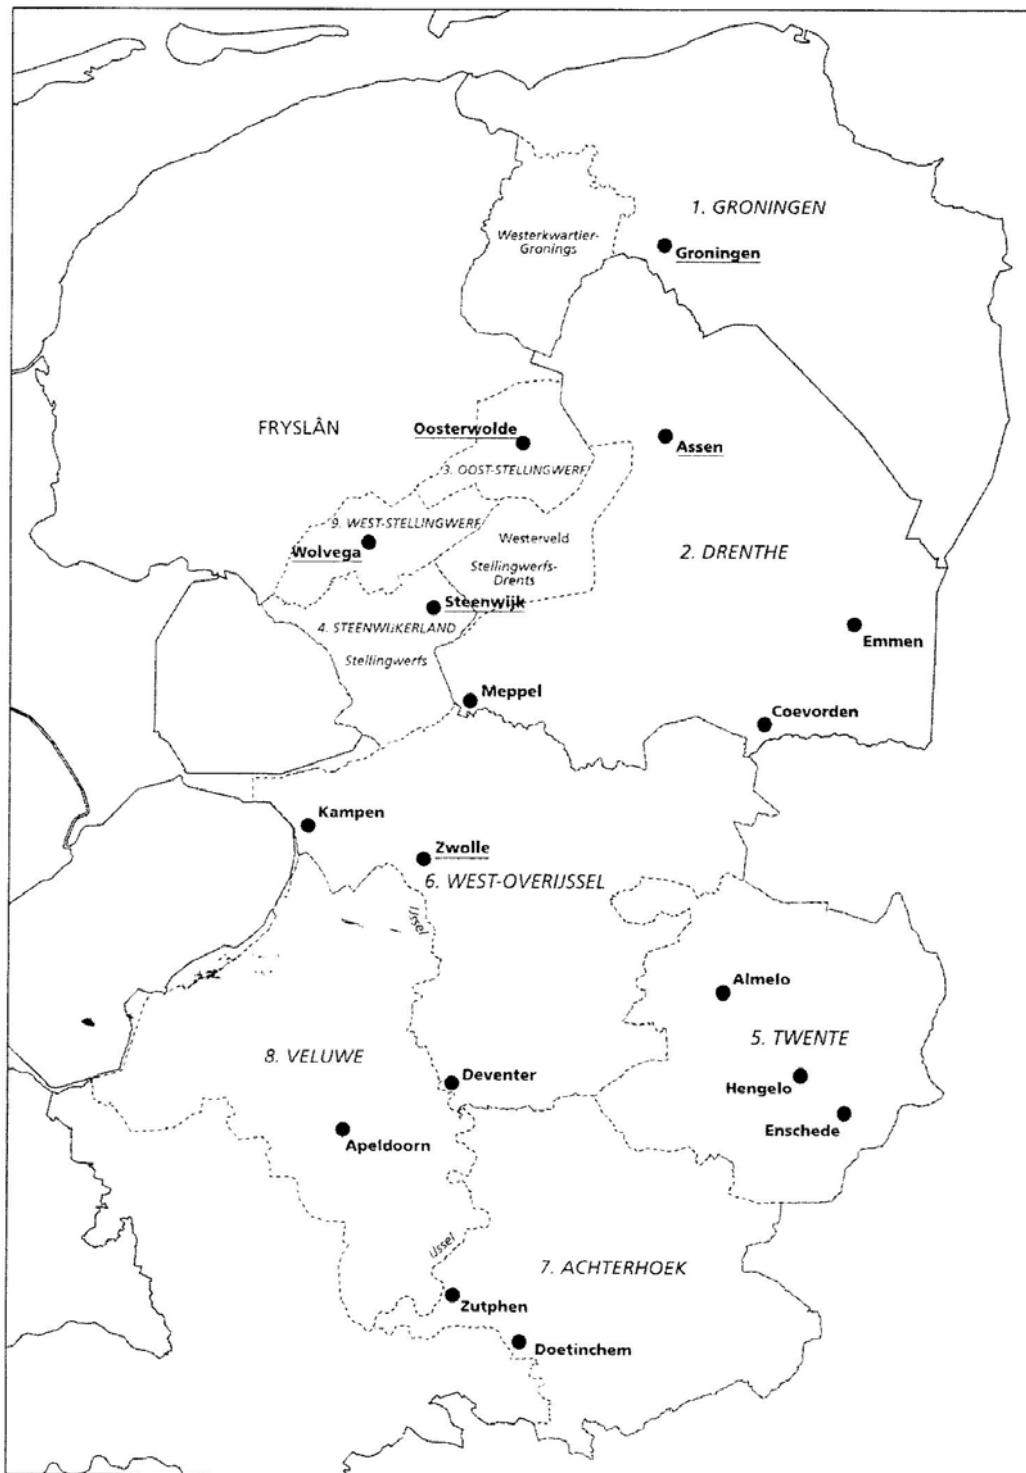 1. GRONINGEN
Westerkwartier-
Gronings
Groningen
FRYSLÂN
Oosterwolde
Assen
3. OOST-STELLINGWERF
9. WEST-STELLINGWERF
Westerveld
Wolvega
2. DRENTHE
Stellingwerfs-
Drents
Steenwijk
4. STEENWIJKERLAND
Emmen
Stellingwerfs
Meppel
Coevorden
Kampen
Zwolle
6. WEST-OVERIJSSEL
IJssel
Almelo
5. TWENTE
8. VELUWE
Deventer
Hengelo
Enschede
Apeldoorn
IJssel
7. ACHTERHOEK
Zutphen
Doetinchem